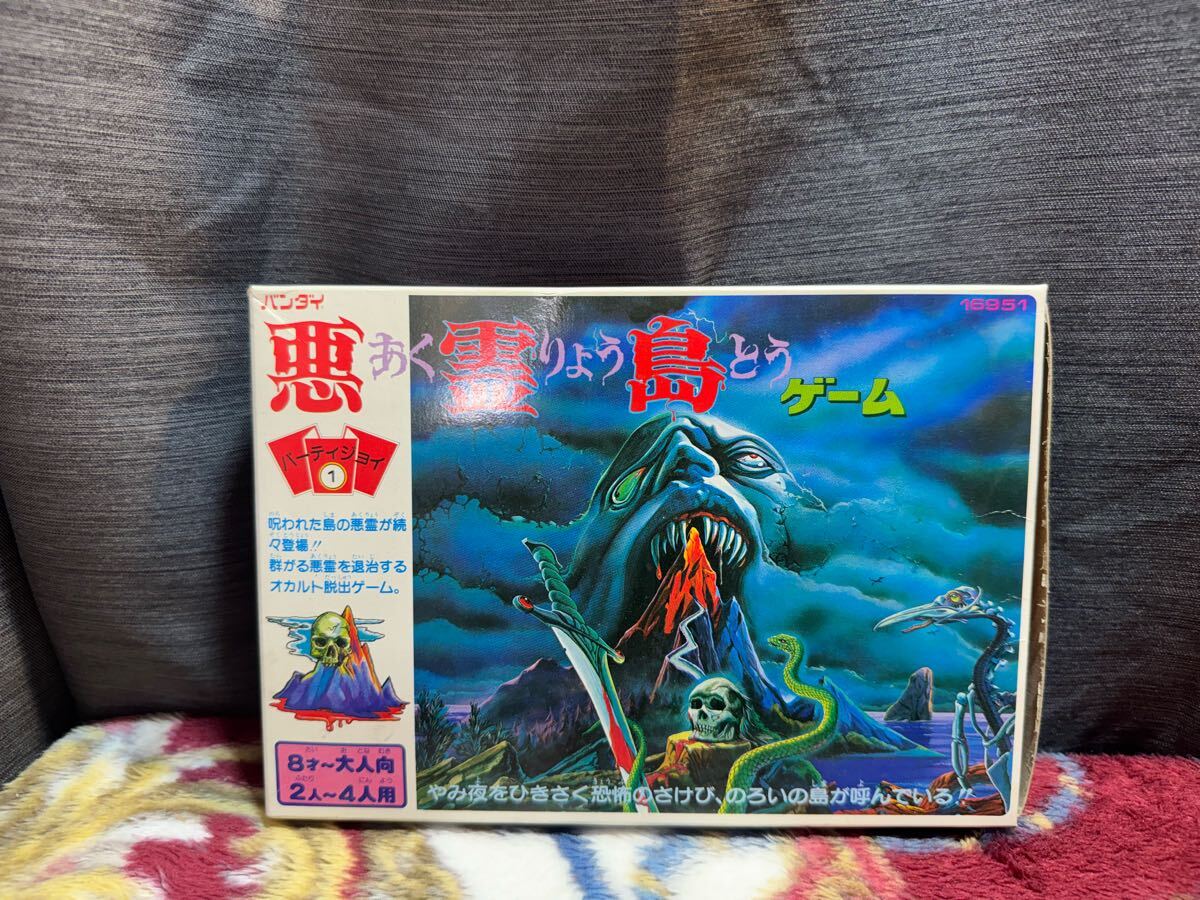 バンダイ
16951
悪あく霊りょう島とう
ゲーム
パーティジョイ
1
呪われた島の悪霊が続
々登場!!
群がる悪霊を退治する
オカルト脱出ゲーム。
8才〜大人向
2人〜4人用
やみ夜をひきさく恐怖のさけび、のろいの島が呼んでいる!!